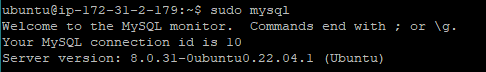 ubuntu@ip-172-31-2-179:~$ sudo mysql
Welcome to the MySQL monitor.  Commands end with ; or \g.
Your MySQL connection id is 10
Server version: 8.0.31-0ubuntu0.22.04.1 (Ubuntu)